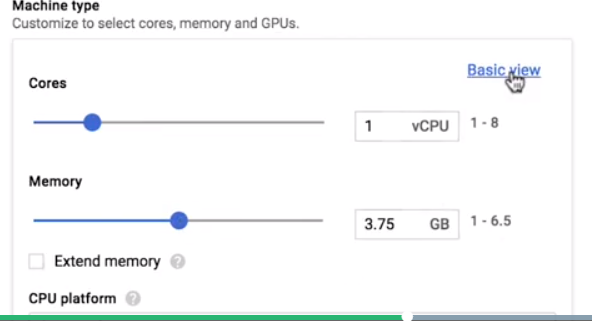 Machine type
Customize to select cores, memory and GPUs.
Basic view
Cores
1 vCPU 1 - 8
Memory
3.75 GB 1 - 6.5
Extend memory ?
CPU platform ?